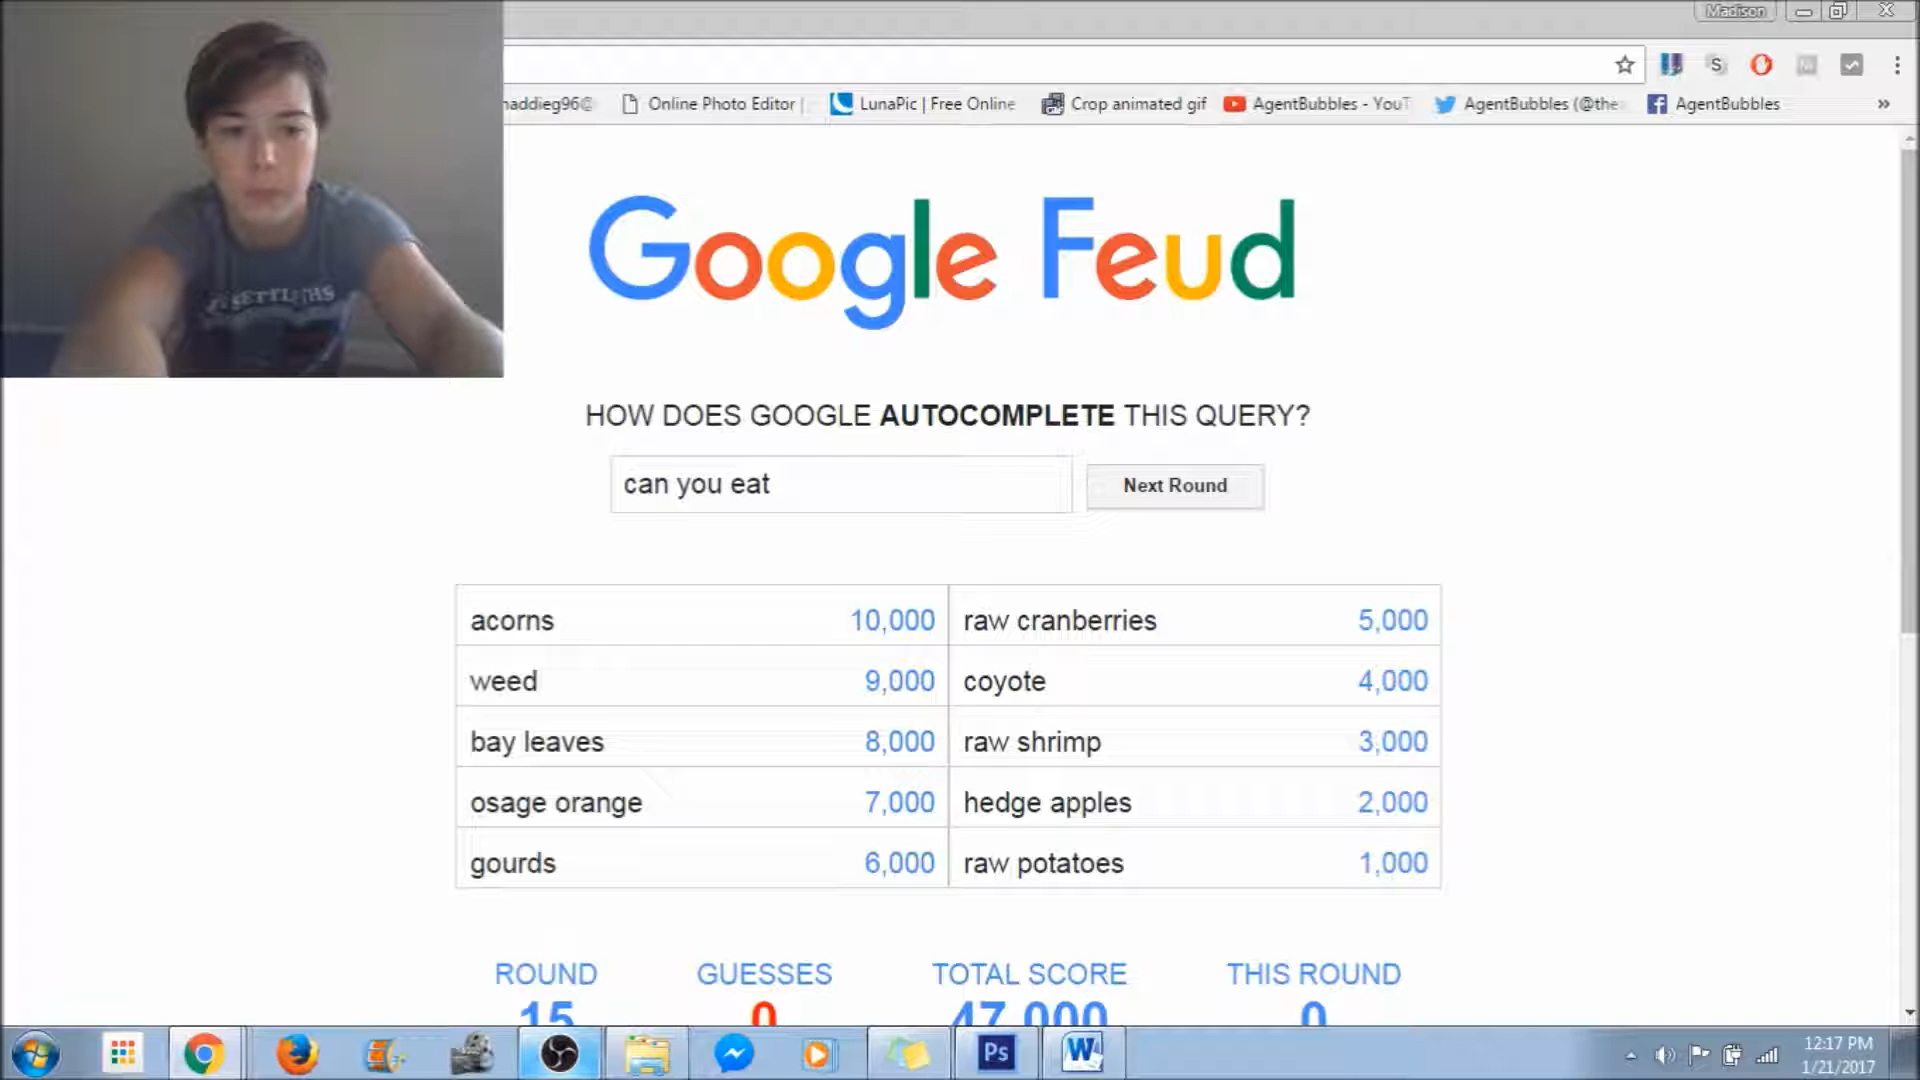 Madison
S
naddieg96@
Online Photo Editor |
LunaPic | Free Online
Crop animated gif
AgentBubbles - YouT
AgentBubbles (@the
AgentBubbles
»
Google Feud
HOW DOES GOOGLE AUTOCOMPLETE THIS QUERY?
can you eat
Next Round
acorns 10,000 raw cranberries 5,000
weed 9,000 coyote 4,000
bay leaves 8,000 raw shrimp 3,000
osage orange 7,000 hedge apples 2,000
gourds 6,000 raw potatoes 1,000
ROUND GUESSES TOTAL SCORE THIS ROUND
15 0 47,000 0
Ps
W
12:17 PM
1/21/2017